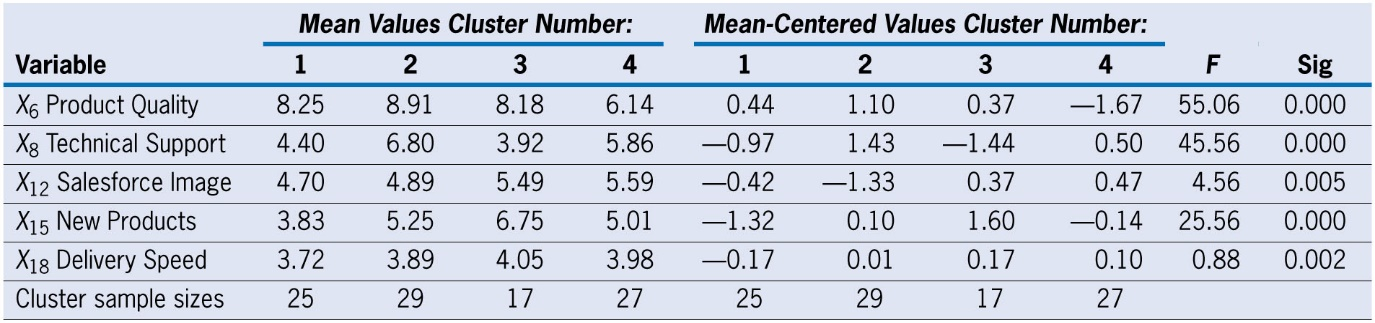 Mean Values Cluster Number: Mean-Centered Values Cluster Number:
Variable 1 2 3 4 1 2 3 4 F Sig
X6 Product Quality 8.25 8.91 8.18 6.14 0.44 1.10 0.37 —1.67 55.06 0.000
X8 Technical Support 4.40 6.80 3.92 5.86 —0.97 1.43 —1.44 0.50 45.56 0.000
X12 Salesforce Image 4.70 4.89 5.49 5.59 —0.42 —1.33 0.37 0.47 4.56 0.005
X15 New Products 3.83 5.25 6.75 5.01 —1.32 0.10 1.60 —0.14 25.56 0.000
X18 Delivery Speed 3.72 3.89 4.05 3.98 —0.17 0.01 0.17 0.10 0.88 0.002
Cluster sample sizes 25 29 17 27 25 29 17 27